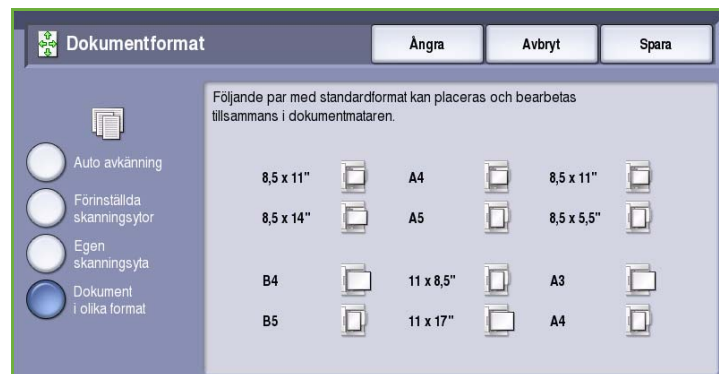 Dokumentformat
Ångra
Avbryt
Spara
Följande par med standardformat kan placeras och bearbetas
tillsammans i dokumentmataren.
Auto avkänning
Förinställda
skanningsytor
Egen
skanningsyta
Dokument
i olika format
8,5 x 11" A4 8,5 x 11"
8,5 x 14" A5 8,5 x 5,5"
B4 11 x 8,5" A3
B5 11 x 17" A4